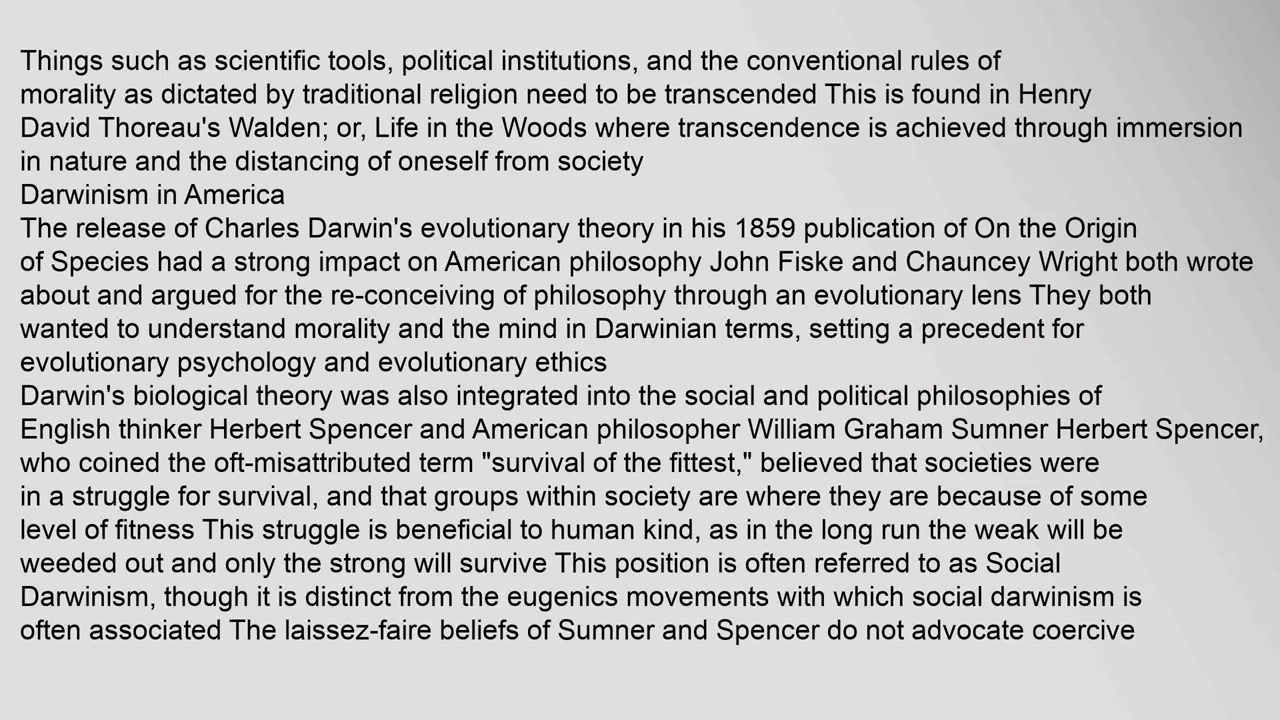 Things such as scientific tools, political institutions, and the conventional rules of
morality as dictated by traditional religion need to be transcended This is found in Henry
David Thoreau's Walden; or, Life in the Woods where transcendence is achieved through immersion
in nature and the distancing of oneself from society
Darwinism in America
The release of Charles Darwin's evolutionary theory in his 1859 publication of On the Origin
of Species had a strong impact on American philosophy John Fiske and Chauncey Wright both wrote
about and argued for the re-conceiving of philosophy through an evolutionary lens They both
wanted to understand morality and the mind in Darwinian terms, setting a precedent for
evolutionary psychology and evolutionary ethics
Darwin's biological theory was also integrated into the social and political philosophies of
English thinker Herbert Spencer and American philosopher William Graham Sumner Herbert Spencer,
who coined the oft-misattributed term "survival of the fittest," believed that societies were
in a struggle for survival, and that groups within society are where they are because of some
level of fitness This struggle is beneficial to human kind, as in the long run the weak will be
weeded out and only the strong will survive This position is often referred to as Social
Darwinism, though it is distinct from the eugenics movements with which social darwinism is
often associated The laissez-faire beliefs of Sumner and Spencer do not advocate coercive